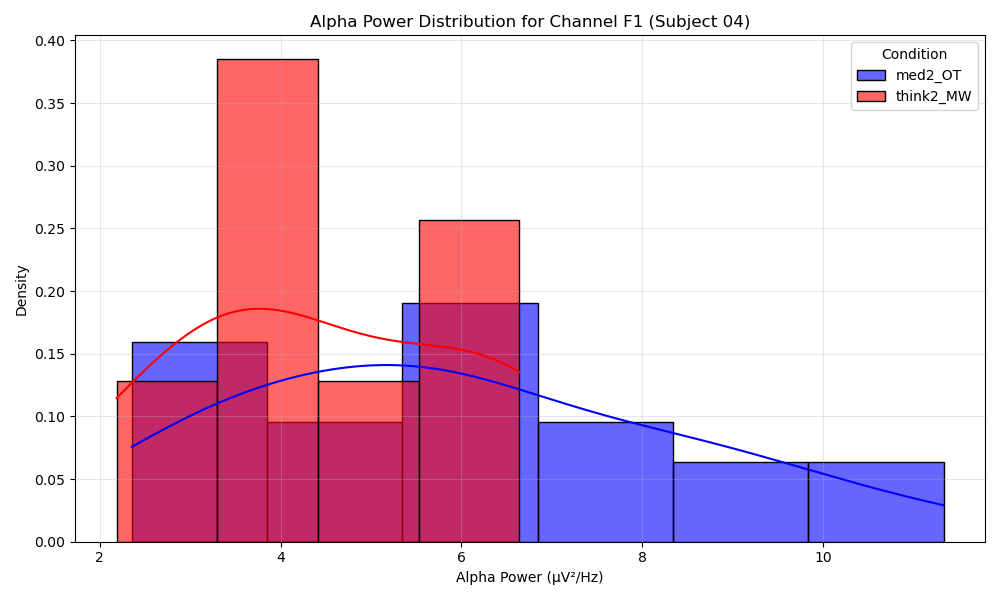 Alpha Power Distribution for Channel F1 (Subject 04)
Condition
med2_OT
think2_MW
0.40
0.35
0.30
0.25
0.20
0.15
0.10
0.05
0.00
Density
2 4 6 8 10
Alpha Power (μV²/Hz)